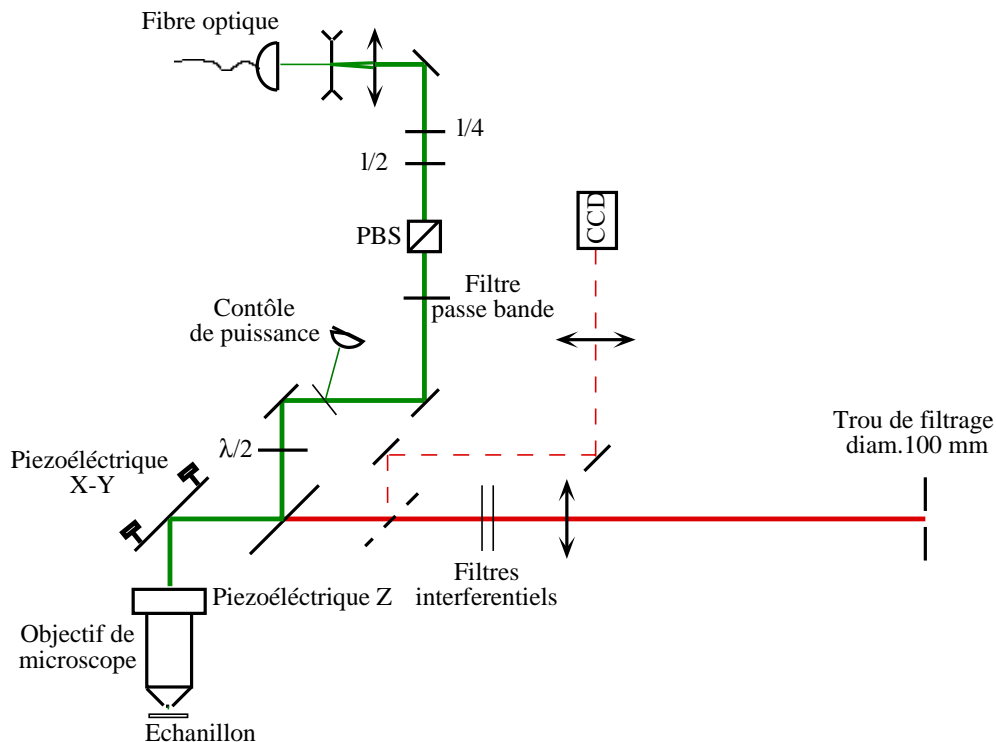 Fibre optique
l/4
l/2
PBS
CCD
Filtre
passe bande
Contôle
de puissance
Trou de filtrage
diam.100 mm
λ/2
Piezoéléctrique
X-Y
Filtres
interferentiels
Piezoéléctrique Z
Objectif de
microscope
Echanillon